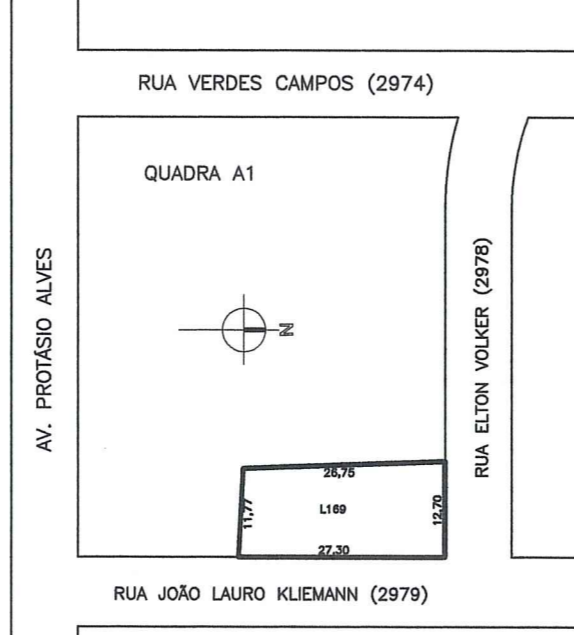 RUA VERDES CAMPOS (2974)
QUADRA A1
AV. PROTÁSIO ALVES
RUA ELTON VOLKER (2978)
N
26,75
11,77
L169
12,70
27,30
RUA JOÃO LAURO KLIEMANN (2979)